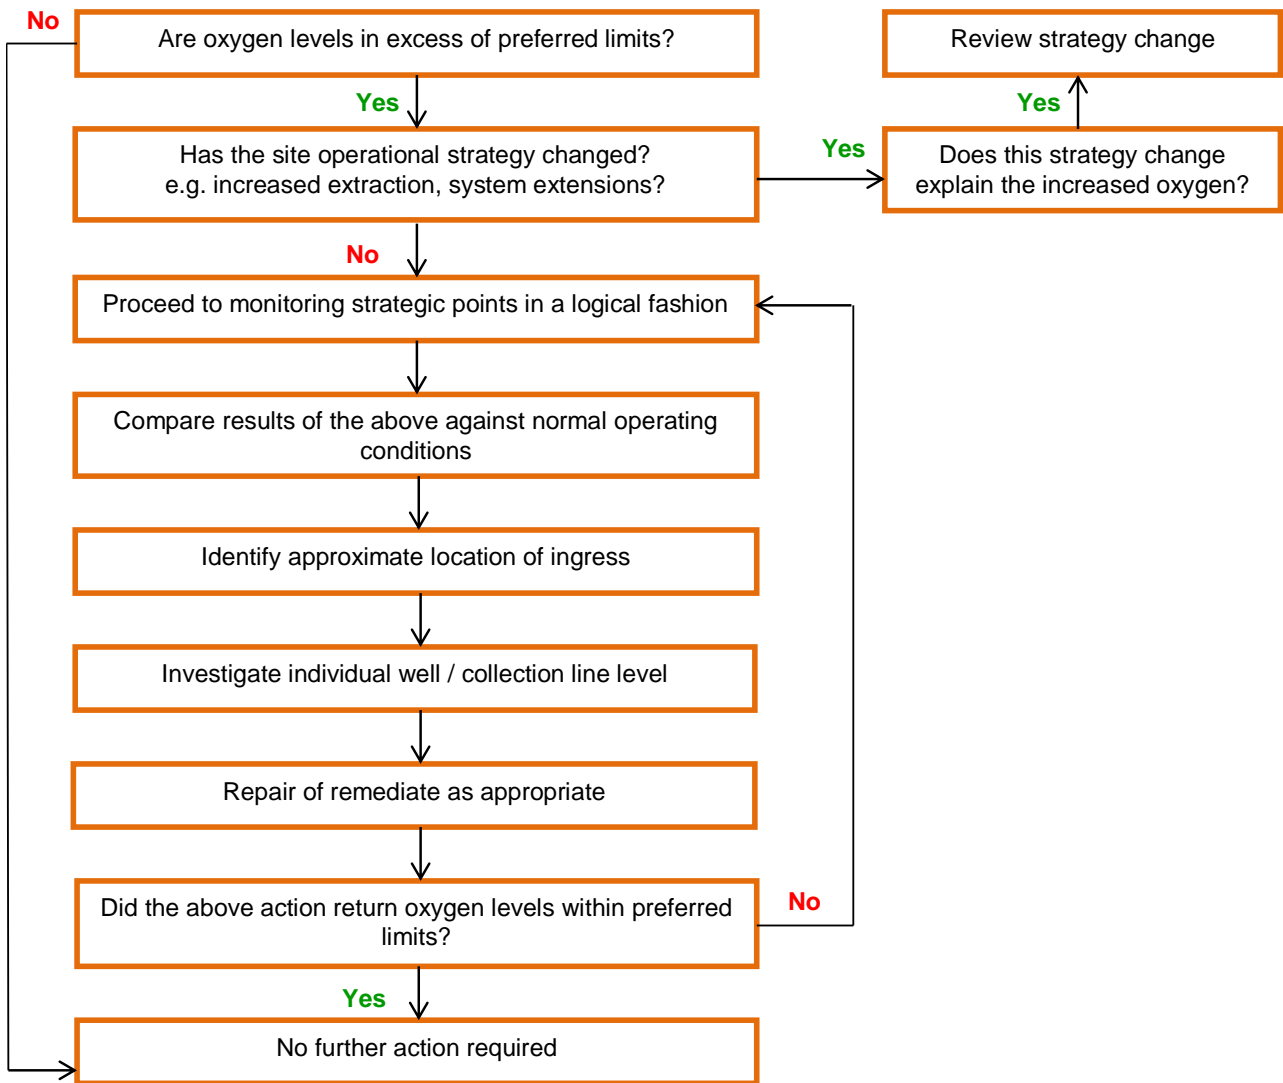 No
Are oxygen levels in excess of preferred limits?
Review strategy change
Yes
Yes
Has the site operational strategy changed?
e.g. increased extraction, system extensions?
Yes
Does this strategy change
explain the increased oxygen?
No
Proceed to monitoring strategic points in a logical fashion
Compare results of the above against normal operating
conditions
Identify approximate location of ingress
Investigate individual well / collection line level
Repair of remediate as appropriate
Did the above action return oxygen levels within preferred
limits?
No
Yes
No further action required